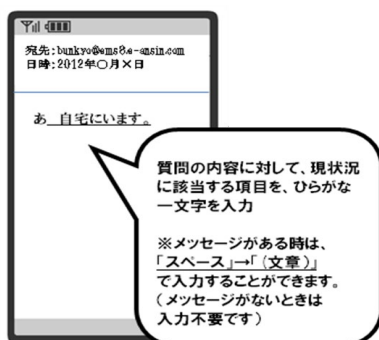 宛先:bunkyo@ems8.e-ansin.com
日時:2012年○月×日
あ 自宅にいます。
質問の内容に対して、現状況
に該当する項目を、ひらがな
一文字を入力
※メッセージがある時は、
「スペース」→「(文章)」
で入力することができます。
(メッセージがないときは
入力不要です)